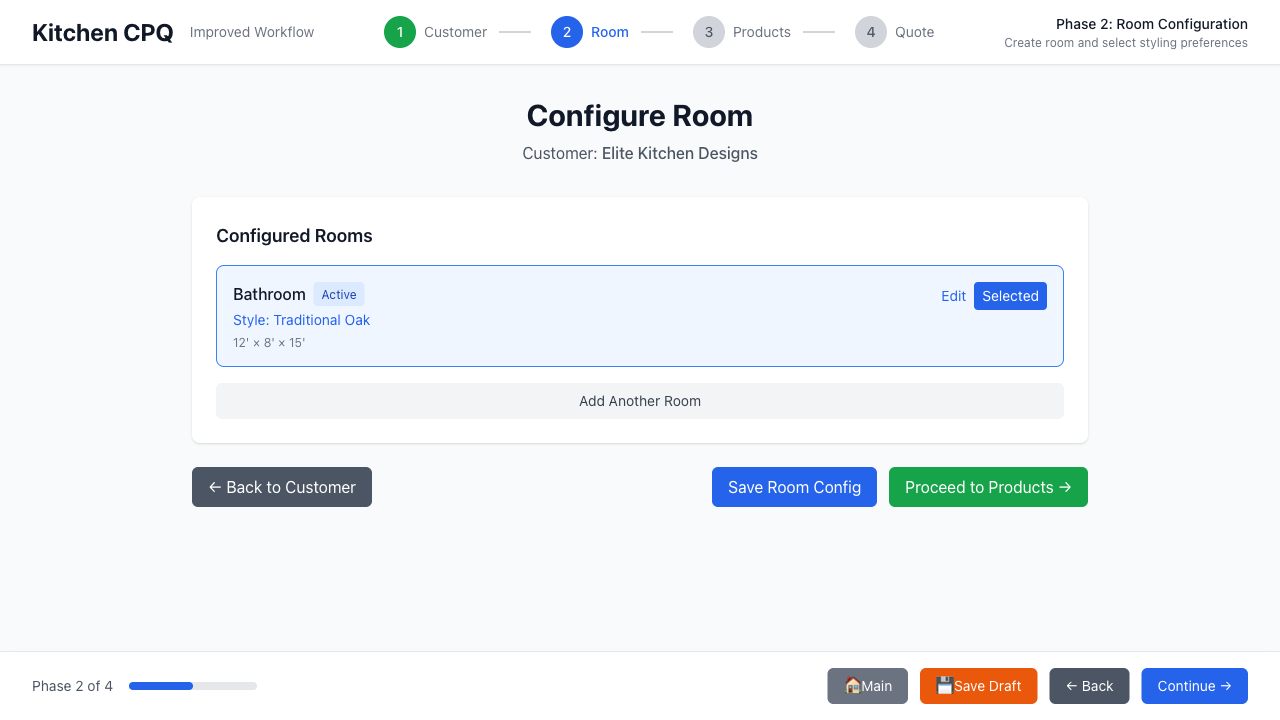 Kitchen CPQ Improved Workflow
1 Customer 2 Room 3 Products 4 Quote
Phase 2: Room Configuration
Create room and select styling preferences
Configure Room
Customer: Elite Kitchen Designs
Configured Rooms
Bathroom Active
Edit Selected
Style: Traditional Oak
12' × 8' × 15'
Add Another Room
← Back to Customer Save Room Config Proceed to Products →
Phase 2 of 4 🏠Main 💾Save Draft ← Back Continue →